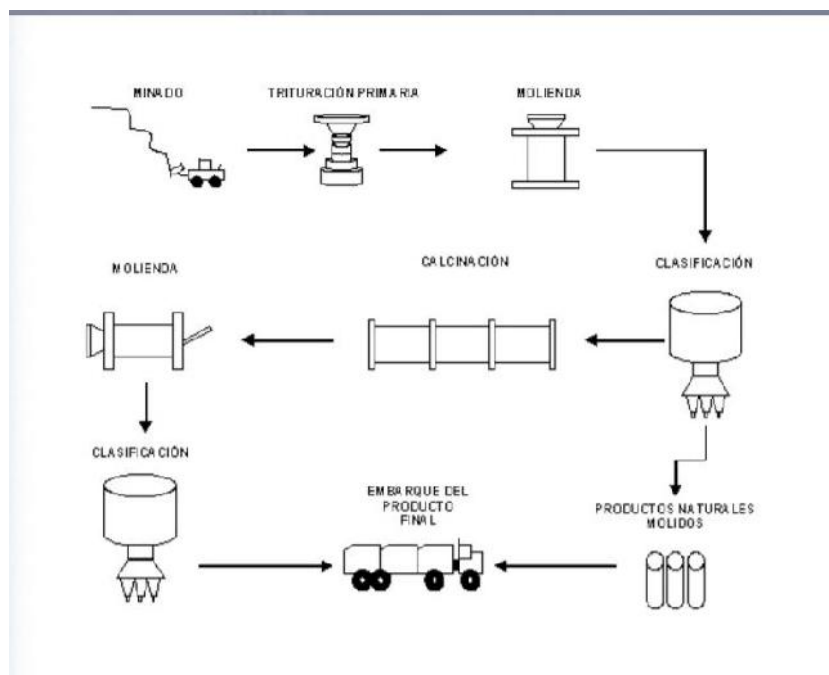 MINADO
TRITURACIÓN PRIMARIA
MOLIENDA
MOLIENDA
CALCINACIÓN
CLASIFICACIÓN
CLASIFICACIÓN
EMBARQUE DEL
PRODUCTO
FINAL
PRODUCTOS NATURALES
MOLIDOS